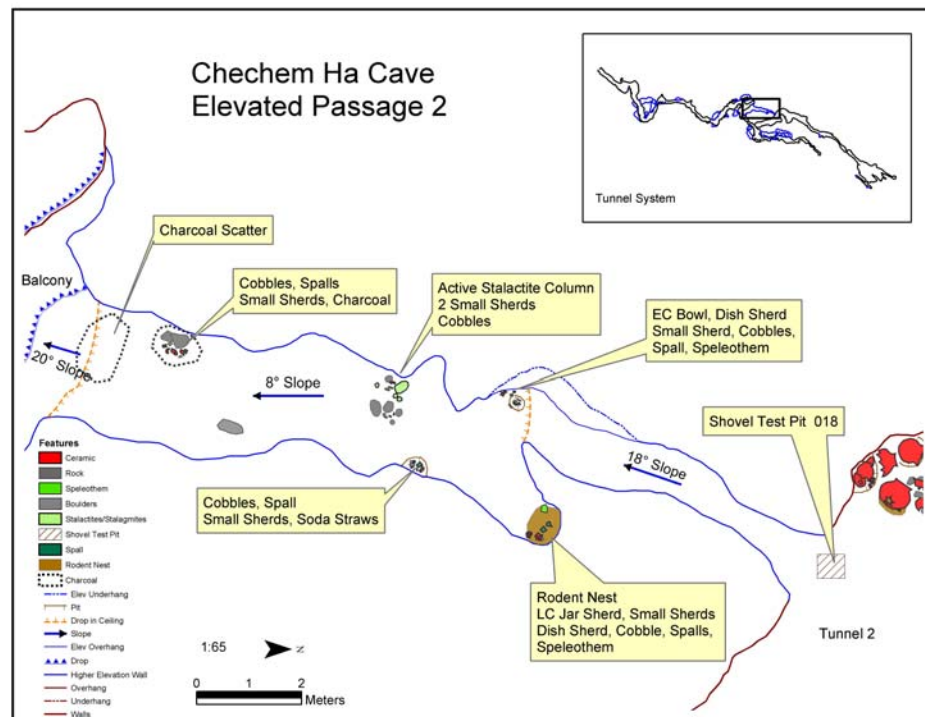 Chechem Ha Cave
Elevated Passage 2
Tunnel System
Charcoal Scatter
Balcony
20° Slope
Cobbles, Spalls
Small Sherds, Charcoal
Active Stalactite Column
2 Small Sherds
Cobbles
EC Bowl, Dish Sherd
Small Sherd, Cobbles,
Spall, Speleothem
8° Slope
18° Slope
Shovel Test Pit 018
Cobbles, Spall
Small Sherds, Soda Straws
Rodent Nest
LC Jar Sherd, Small Sherds
Dish Sherd, Cobble, Spalls,
Speleothem
Tunnel 2
Features
Ceramic
Rock
Speleothem
Boulders
Stalactites/Stalagmites
Shovel Test Pit
Spall
Rodent Nest
Charcoal
Elev Underhang
Pit
Drop in Ceiling
Slope
Elev Overhang
Drop
Higher Elevation Wall
Overhang
Underhang
Walls
1:65
N
0 1 2
Meters